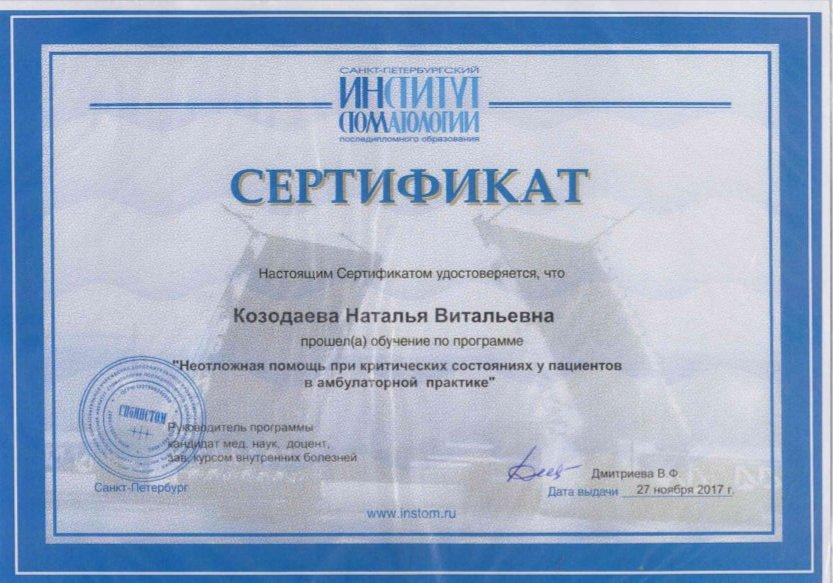 САНКТ-ПЕТЕРБУРГСКИЙ
ИНСТИТУТ
СТОМАТОЛОГИИ
последипломного образования
СЕРТИФИКАТ
Настоящим Сертификатом удостоверяется, что
Козодаева Наталья Витальевна
прошел(а) обучение по программе
"Неотложная помощь при критических состояниях у пациентов
в амбулаторной практике"
СПбИНСТОМ
Руководитель программы
кандидат мед. наук, доцент,
зав. курсом внутренних болезней
Санкт-Петербург
Дмитриева В.Ф.
Дата выдачи 27 ноября 2017 г.
www.instom.ru